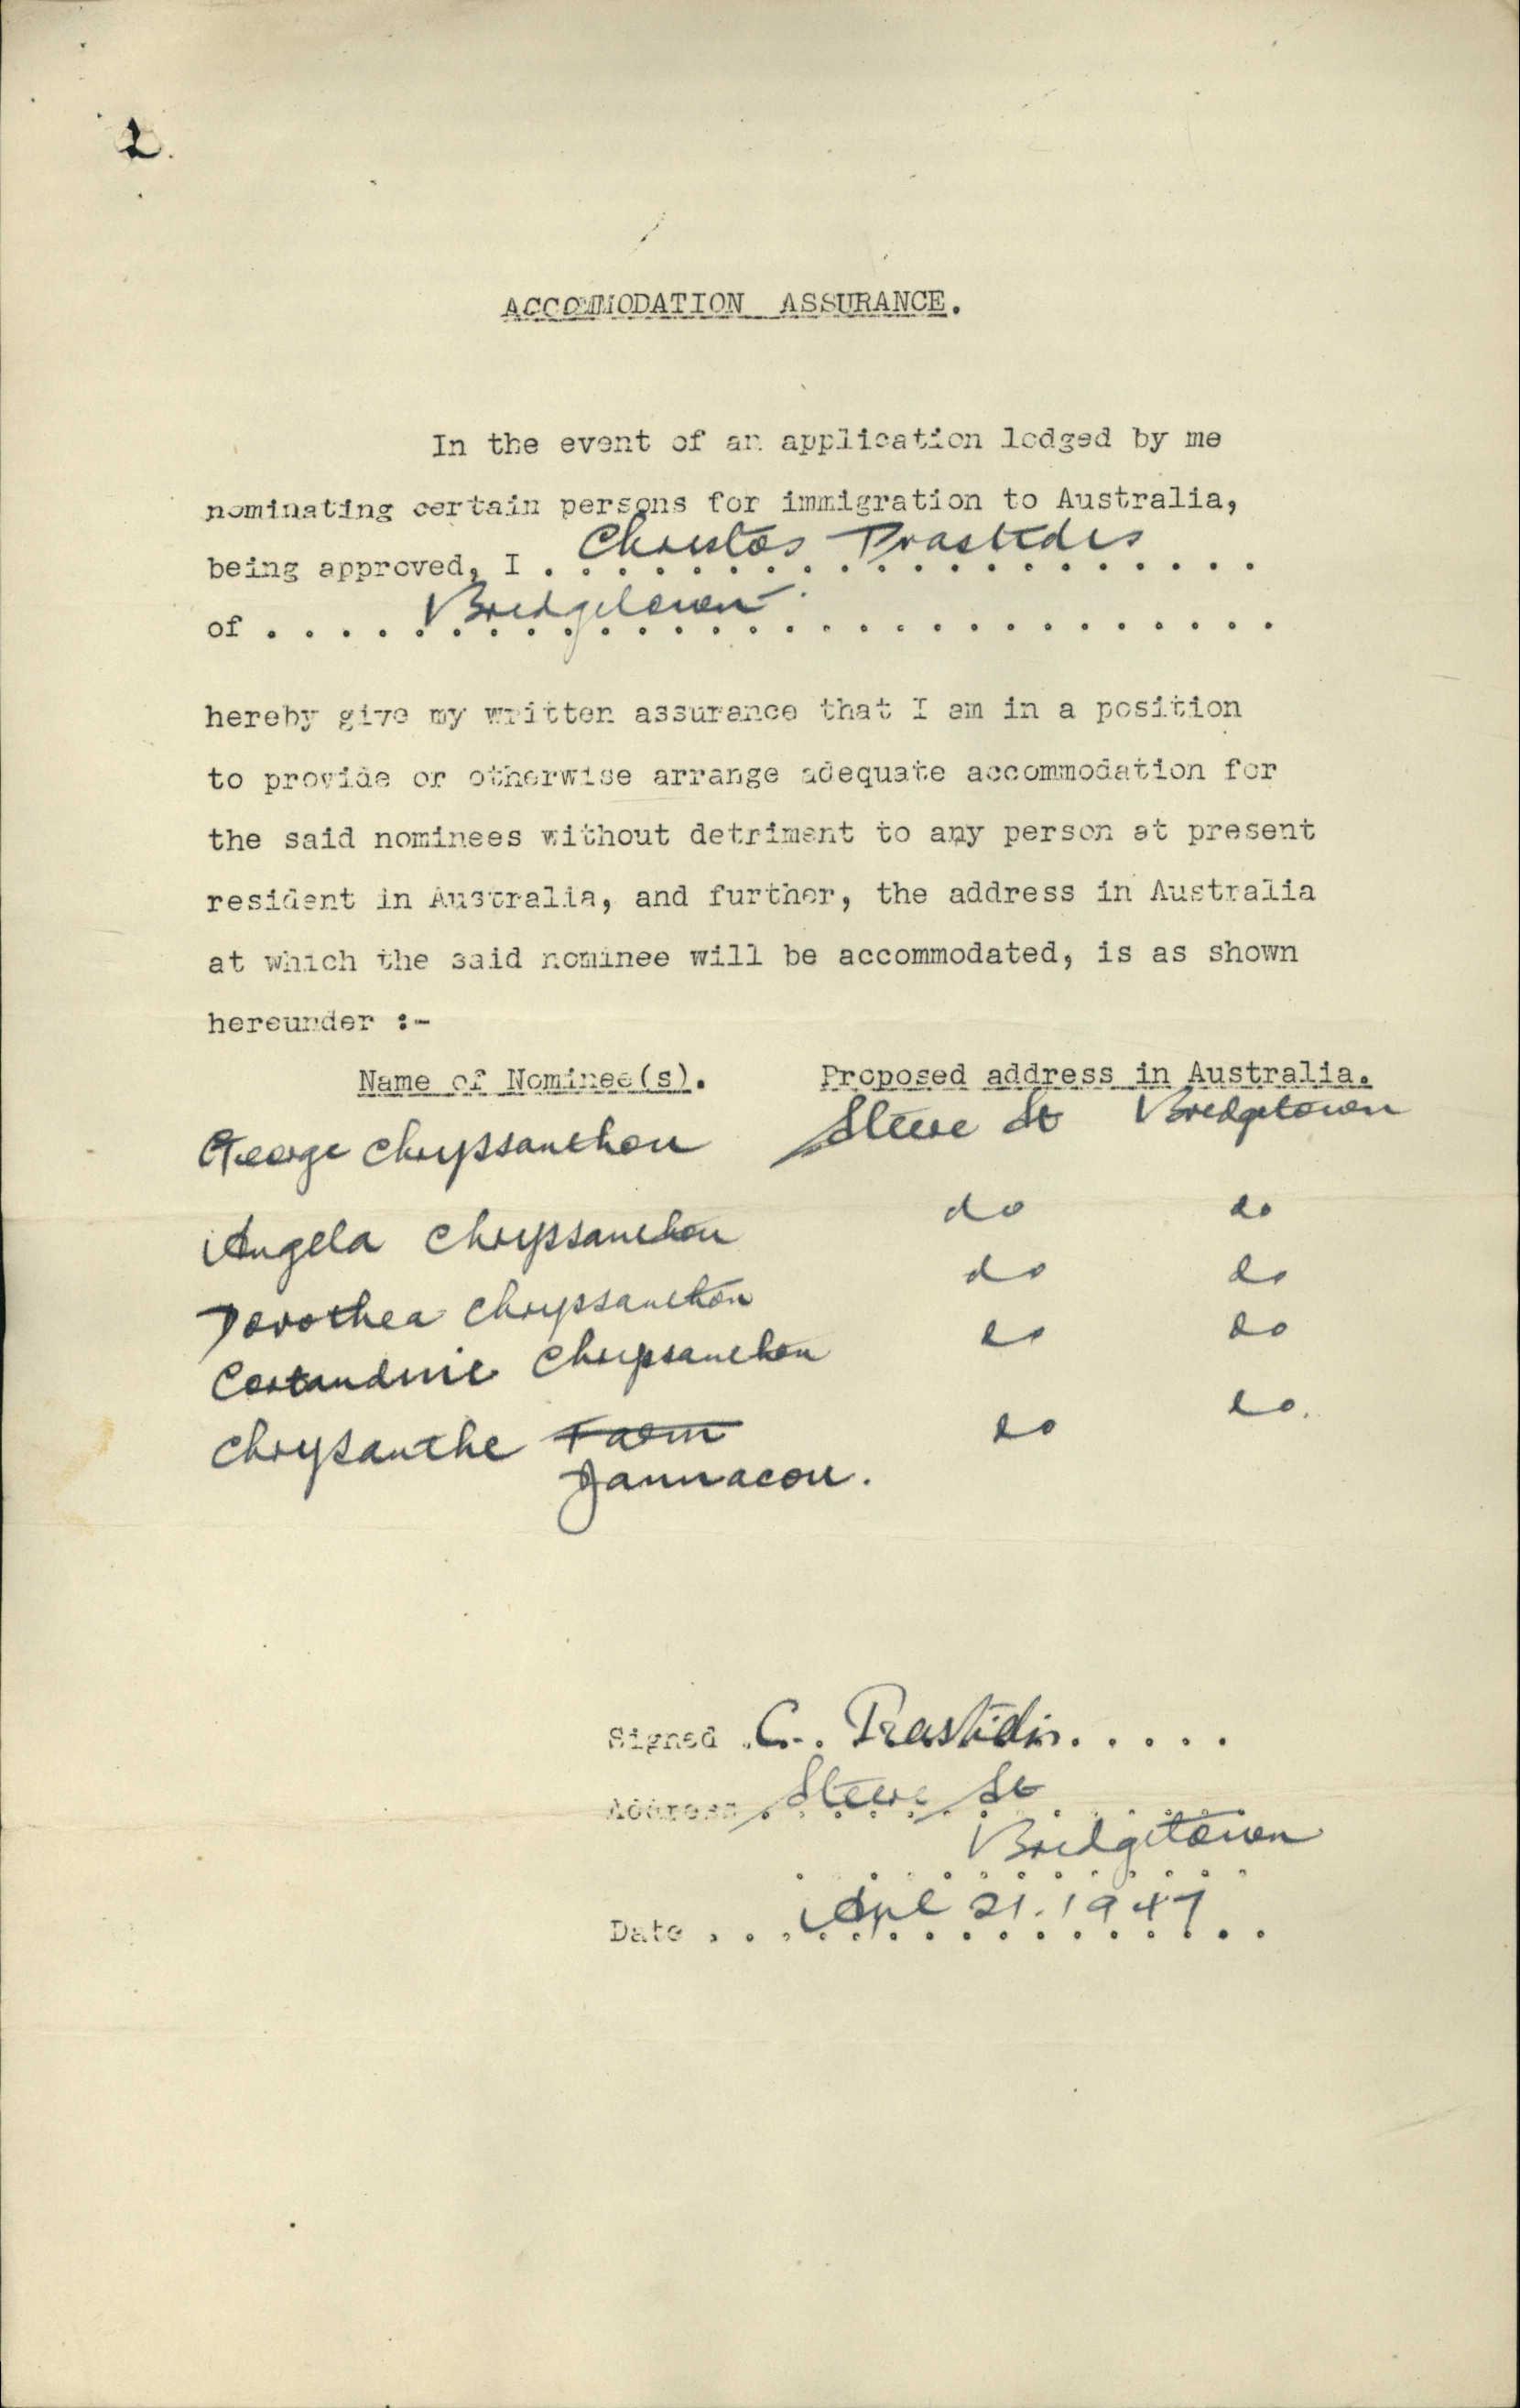 2.
ACCOMMODATION ASSURANCE.
In the event of an application lodged by me
nominating certain persons for immigration to Australia,
being approved, I . Christos Prastidis
of . . . . Bridgetown
hereby give my written assurance that I am in a position
to provide or otherwise arrange adequate accommodation for
the said nominees without detriment to any person at present
resident in Australia, and further, the address in Australia
at which the said nominee will be accommodated, is as shown
hereunder :-
Name of Nominee(s). Proposed address in Australia.
George Chryssanthou Steere St Bridgetown
Angela Chryssanthou do do
Dorothea Chryssanthou do do
Chryssanthou do do
Chrysanthe do do.
Jannacou.
Signed C. Prastidis. . . . .
Address Steere St
Bridgetown
Date . . . Apl 21.1947